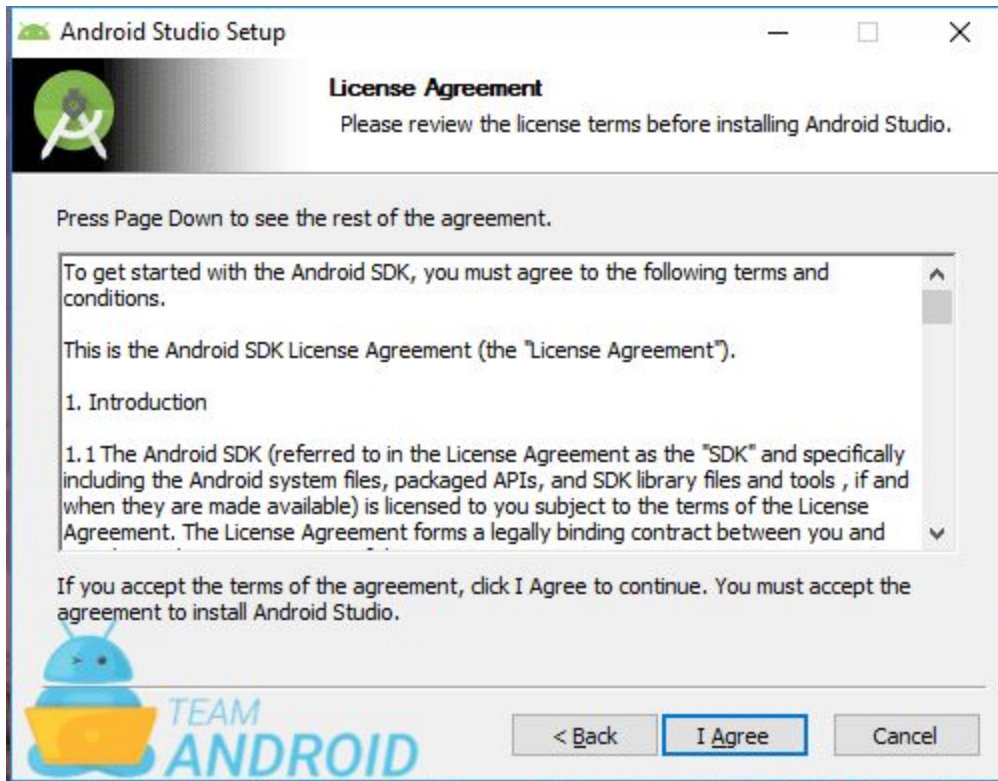 Android Studio Setup
License Agreement
Please review the license terms before installing Android Studio.
Press Page Down to see the rest of the agreement.
To get started with the Android SDK, you must agree to the following terms and
conditions.
This is the Android SDK License Agreement (the "License Agreement").
1. Introduction
1.1 The Android SDK (referred to in the License Agreement as the "SDK" and specifically
including the Android system files, packaged APIs, and SDK library files and tools , if and
when they are made available) is licensed to you subject to the terms of the License
Agreement. The License Agreement forms a legally binding contract between you and
If you accept the terms of the agreement, click I Agree to continue. You must accept the
agreement to install Android Studio.
TEAM
ANDROID
< Back
I Agree
Cancel